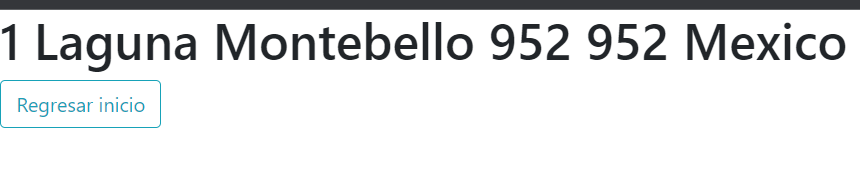 1 Laguna Montebello 952 952 Mexico
Regresar inicio